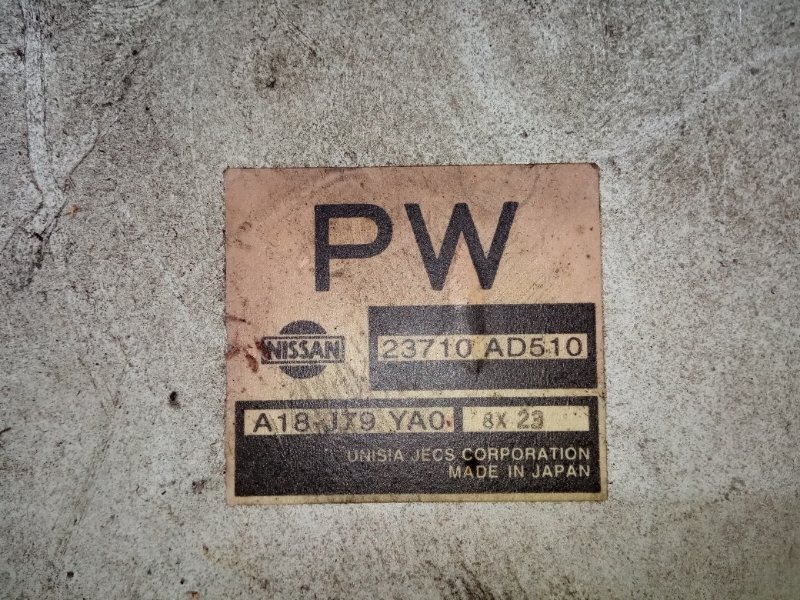 PW
NISSAN 23710 AD510
A18-J79 YA0 8X 23
UNISIA JECS CORPORATION
MADE IN JAPAN